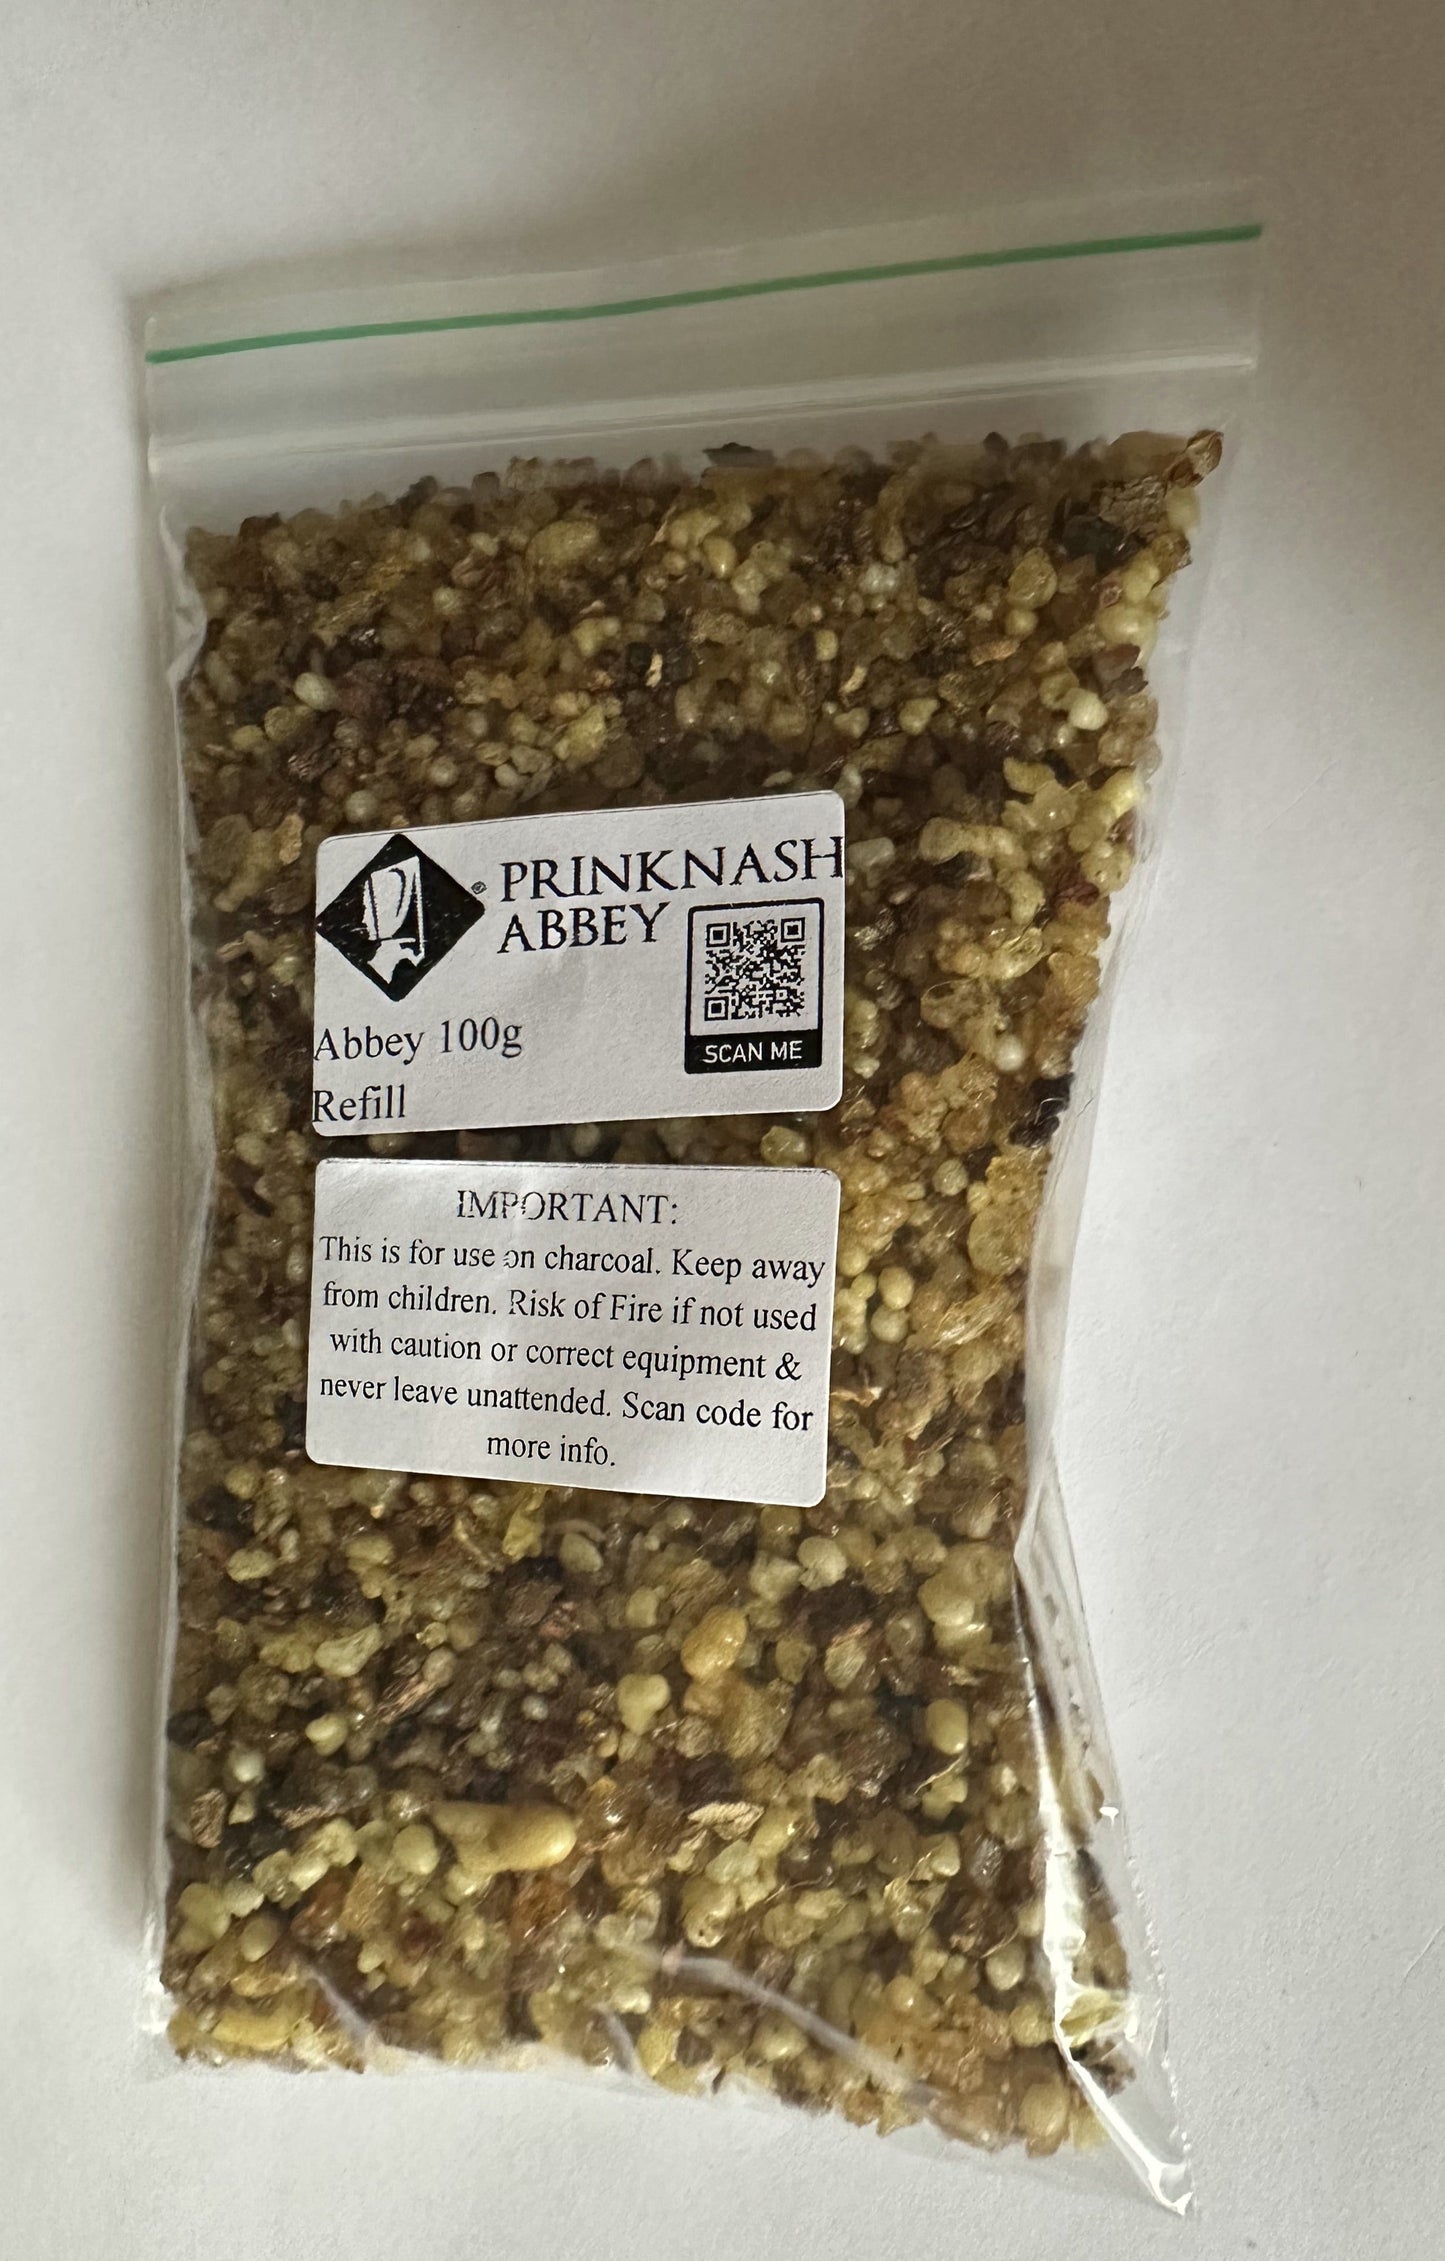 PRINKNASH
ABBEY
Abbey 100g
Refill
SCAN ME
IMPORTANT:
This is for use on charcoal. Keep away
from children. Risk of Fire if not used
with caution or correct equipment &
never leave unattended. Scan code for
more info.